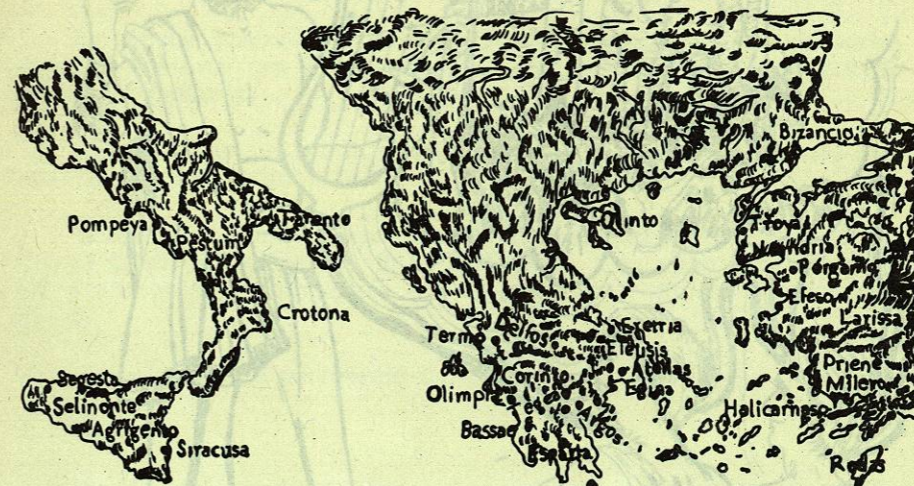 Bizancio
Pompeya
Pestum
Tarento
Crotona
Segesta
Selinonte
Agrigento
Siracusa
Olinto
Termo
Delfos
Eretria
Eleusis
Atenas
Corinto
Egina
Olimpia
Argos
Bassae
Esparta
Troya
Neandria
Pérgamo
Efeso
Larissa
Priene
Mileto
Halicarnaso
Rodas